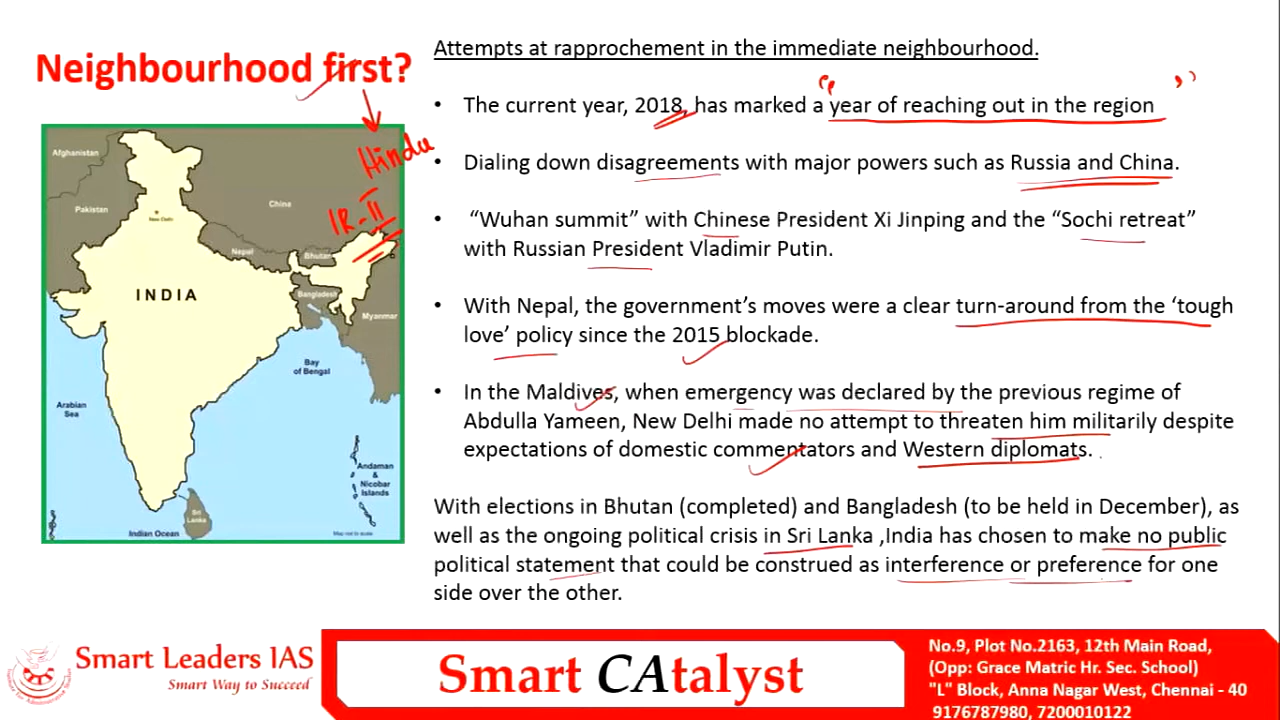 Neighbourhood first?
Hindu
IR-II
Afghanistan
Pakistan
New Delhi
China
Nepal
Bhutan
Bangladesh
Myanmar
INDIA
Bay
of Bengal
Arabian
Sea
Andaman
&
Nicobar
Islands
Sri
Lanka
Indian Ocean
Map not to scale
Attempts at rapprochement in the immediate neighbourhood.
• The current year, 2018, has marked a “year of reaching out in the region”
• Dialing down disagreements with major powers such as Russia and China.
• “Wuhan summit” with Chinese President Xi Jinping and the “Sochi retreat”
with Russian President Vladimir Putin.
• With Nepal, the government’s moves were a clear turn-around from the ‘tough
love’ policy since the 2015 blockade.
• In the Maldives, when emergency was declared by the previous regime of
Abdulla Yameen, New Delhi made no attempt to threaten him militarily despite
expectations of domestic commentators and Western diplomats.
With elections in Bhutan (completed) and Bangladesh (to be held in December), as
well as the ongoing political crisis in Sri Lanka ,India has chosen to make no public
political statement that could be construed as interference or preference for one
side over the other.
Smart Leaders IAS
Smart Way to Succeed
Smart CAtalyst
No.9, Plot No.2163, 12th Main Road,
(Opp: Grace Matric Hr. Sec. School)
"L" Block, Anna Nagar West, Chennai - 40
9176787980, 7200010122